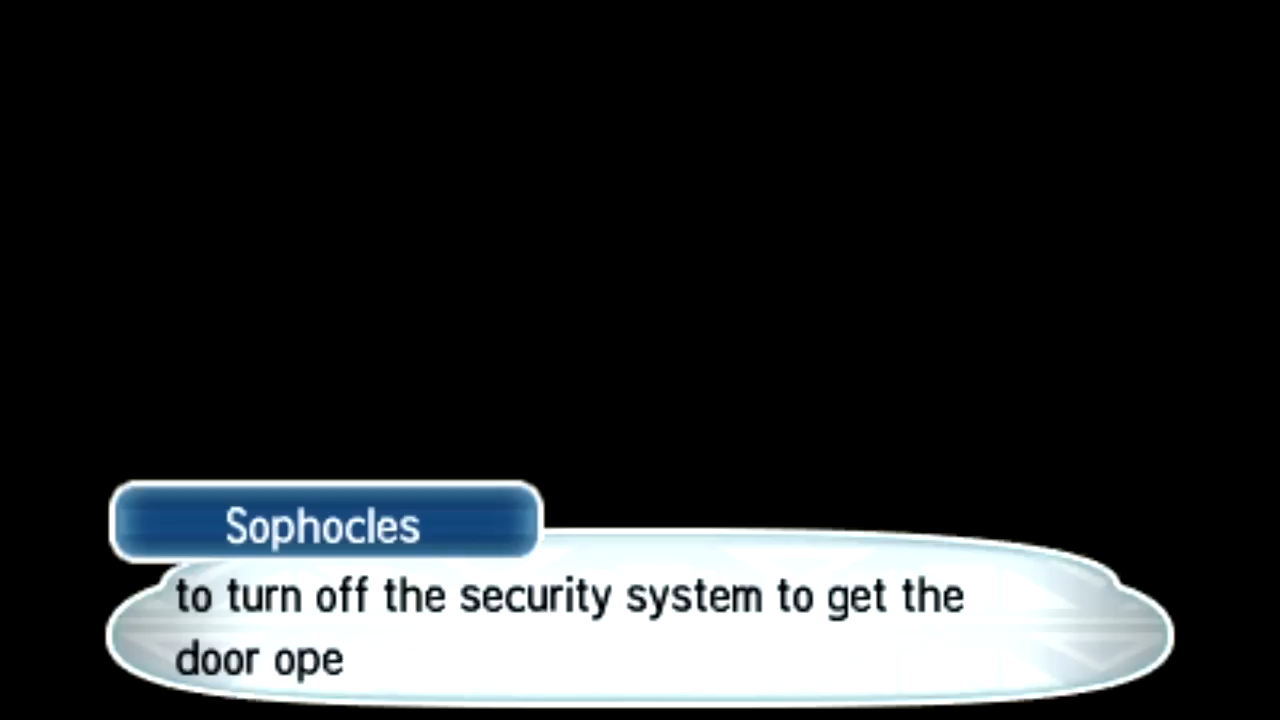 Sophocles
to turn off the security system to get the
door ope